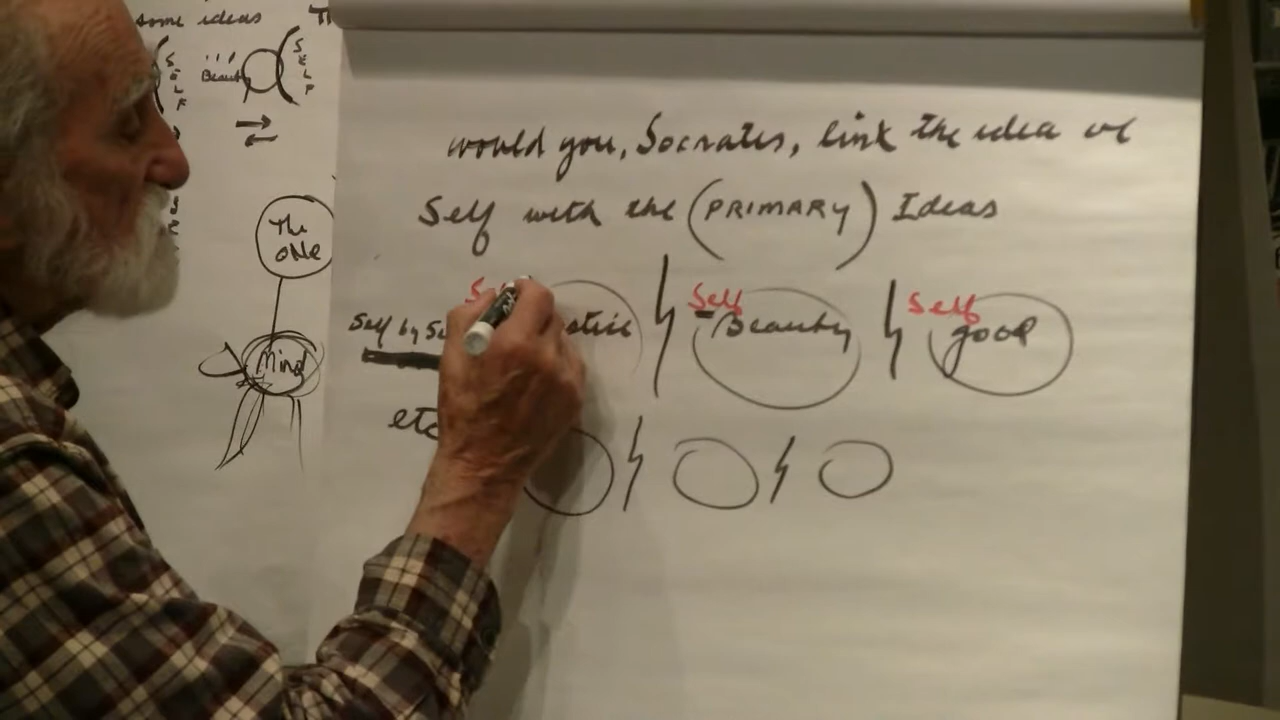 some ideas
Beauty
SELF
SELF
The
ONe
Mind
would you, Socrates, link the idea of
Self with the (PRIMARY) Ideas
Self Self
Self by Beauty good
etc